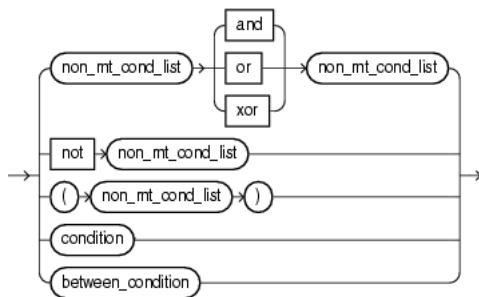 and
non_mt_cond_list or non_mt_cond_list
xor
not non_mt_cond_list
( non_mt_cond_list )
condition
between_condition